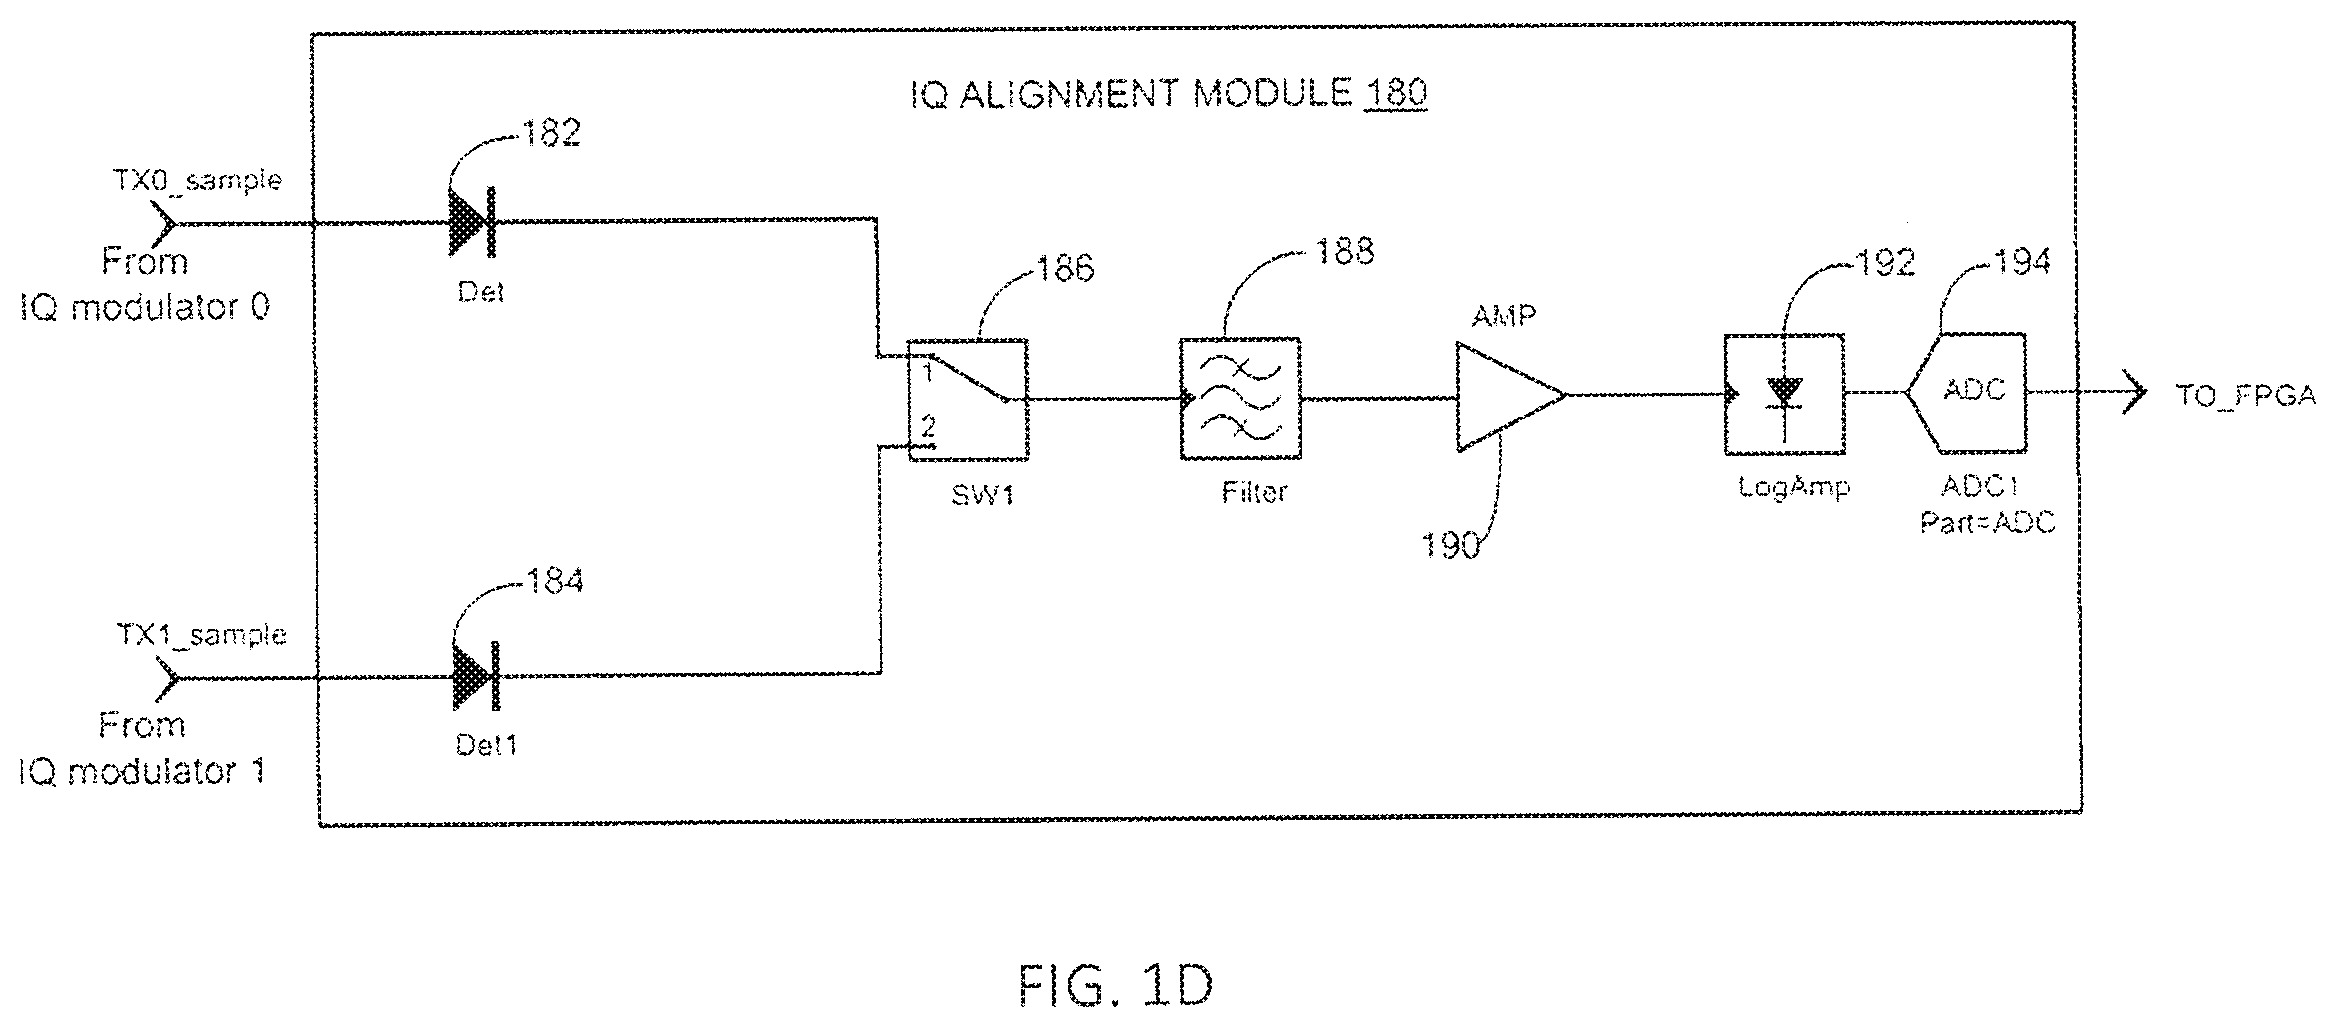 IQ ALIGNMENT MODULE 180
182
TX0_sample
From
IQ modulator 0
Det
186
1
2
SW1
188
Filter
AMP
190
192
LogAmp
194
ADC
ADC1
Part=ADC
TO_FPGA
184
TX1_sample
From
IQ modulator 1
Det1
FIG. 1D